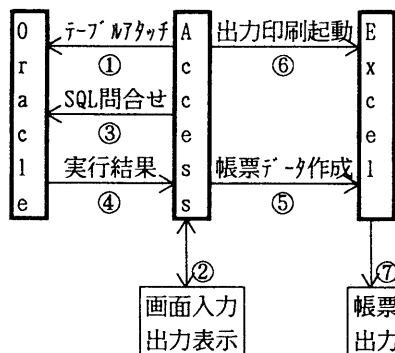 Oracle
テーブルアタッチ
①
SQL問合せ
③
実行結果
④
Access
出力印刷起動
⑥
帳票データ作成
⑤
Excel
②
画面入力
出力表示
⑦
帳票
出力